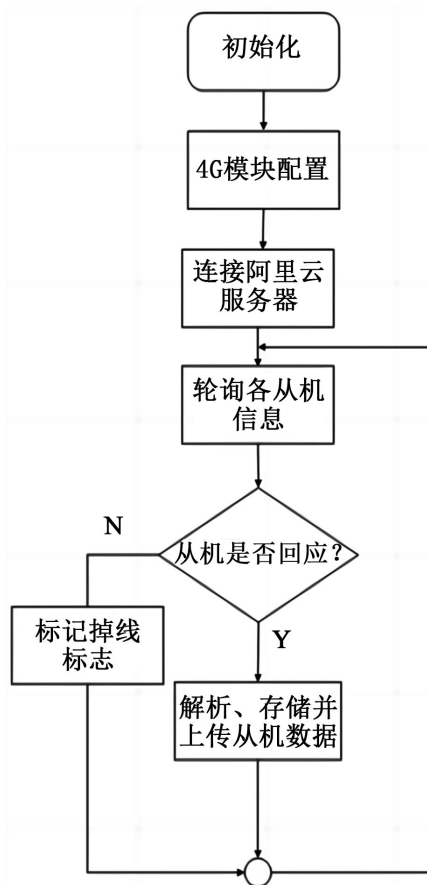 初始化
4G模块配置
连接阿里云
服务器
轮询各从机
信息
N
从机是否回应？
标记掉线
标志
Y
解析、存储并
上传从机数据